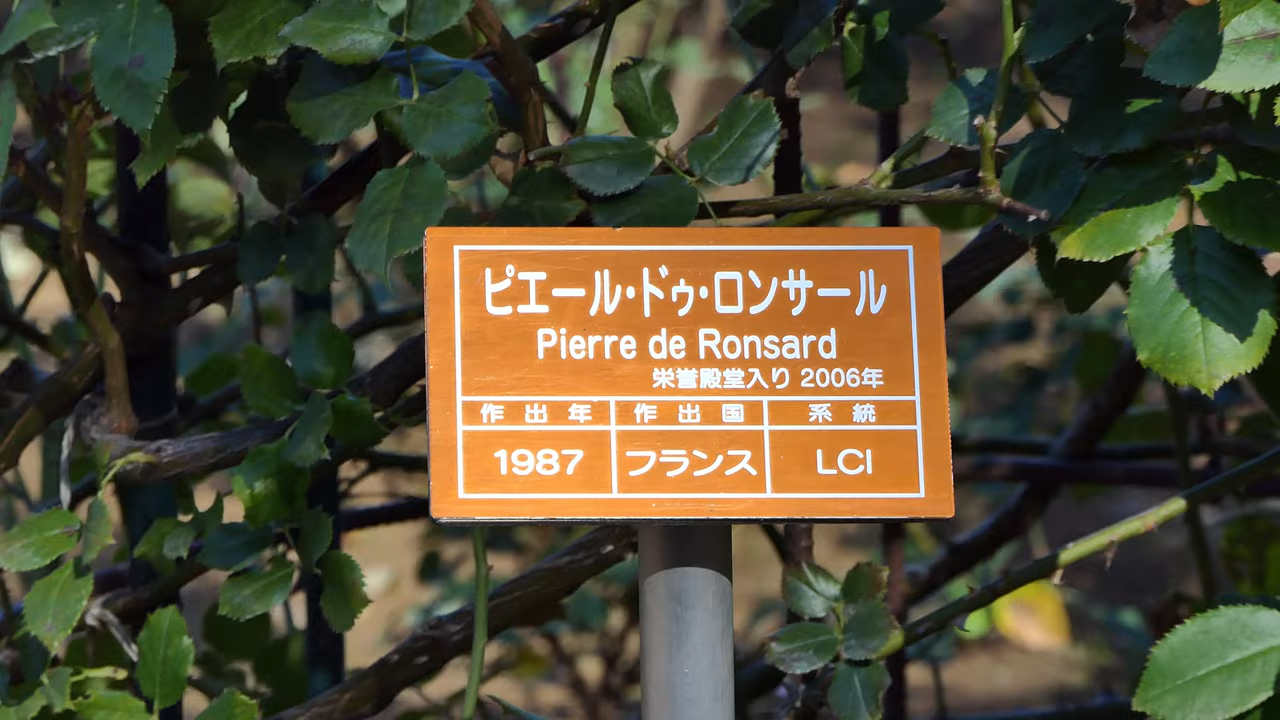 ピエール・ドゥ・ロンサール
Pierre de Ronsard
栄誉殿堂入り 2006年
作出年 作出国 系統
1987 フランス LCI